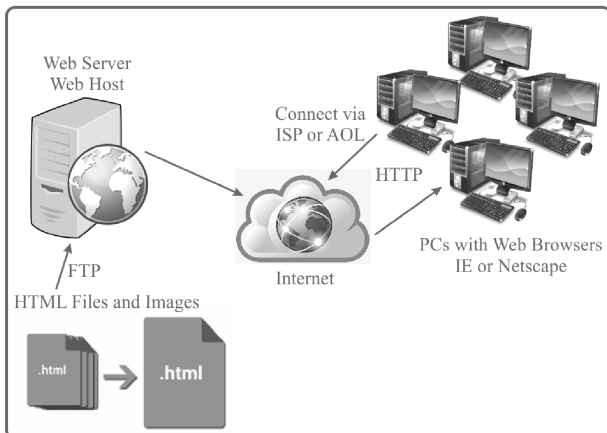 Web Server
Web Host
Connect via
ISP or AOL
HTTP
PCs with Web Browsers
IE or Netscape
Internet
FTP
HTML Files and Images
.html
.html